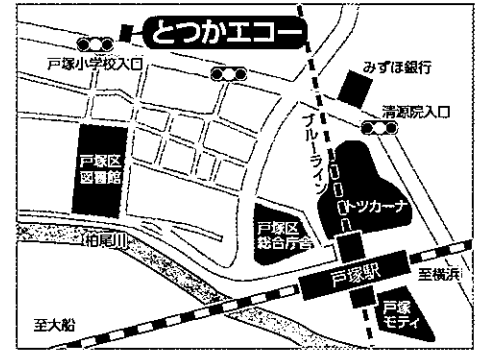 とつかエコー
戸塚小学校入口
みずほ銀行
清源院入口
ブルーライン
戸塚区
図書館
トツカーナ
戸塚区
総合庁舎
柏尾川
戸塚駅
至横浜
戸塚
モディ
至大船